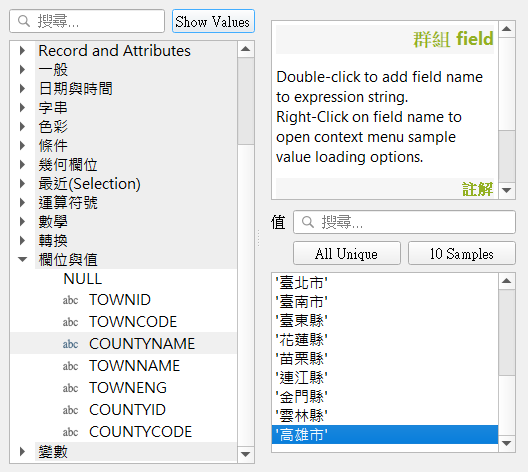 搜尋...
Show Values
Record and Attributes
一般
日期與時間
字串
色彩
條件
幾何欄位
最近(Selection)
運算符號
數學
轉換
欄位與值
NULL
abc TOWNID
abc TOWNCODE
abc COUNTYNAME
abc TOWNNAME
abc TOWNENG
abc COUNTYID
abc COUNTYCODE
變數
群組 field
Double-click to add field name
to expression string.
Right-Click on field name to
open context menu sample
value loading options.
註解
值
搜尋...
All Unique
10 Samples
'臺北市'
'臺南市'
'臺東縣'
'花蓮縣'
'苗栗縣'
'連江縣'
'金門縣'
'雲林縣'
'高雄市'